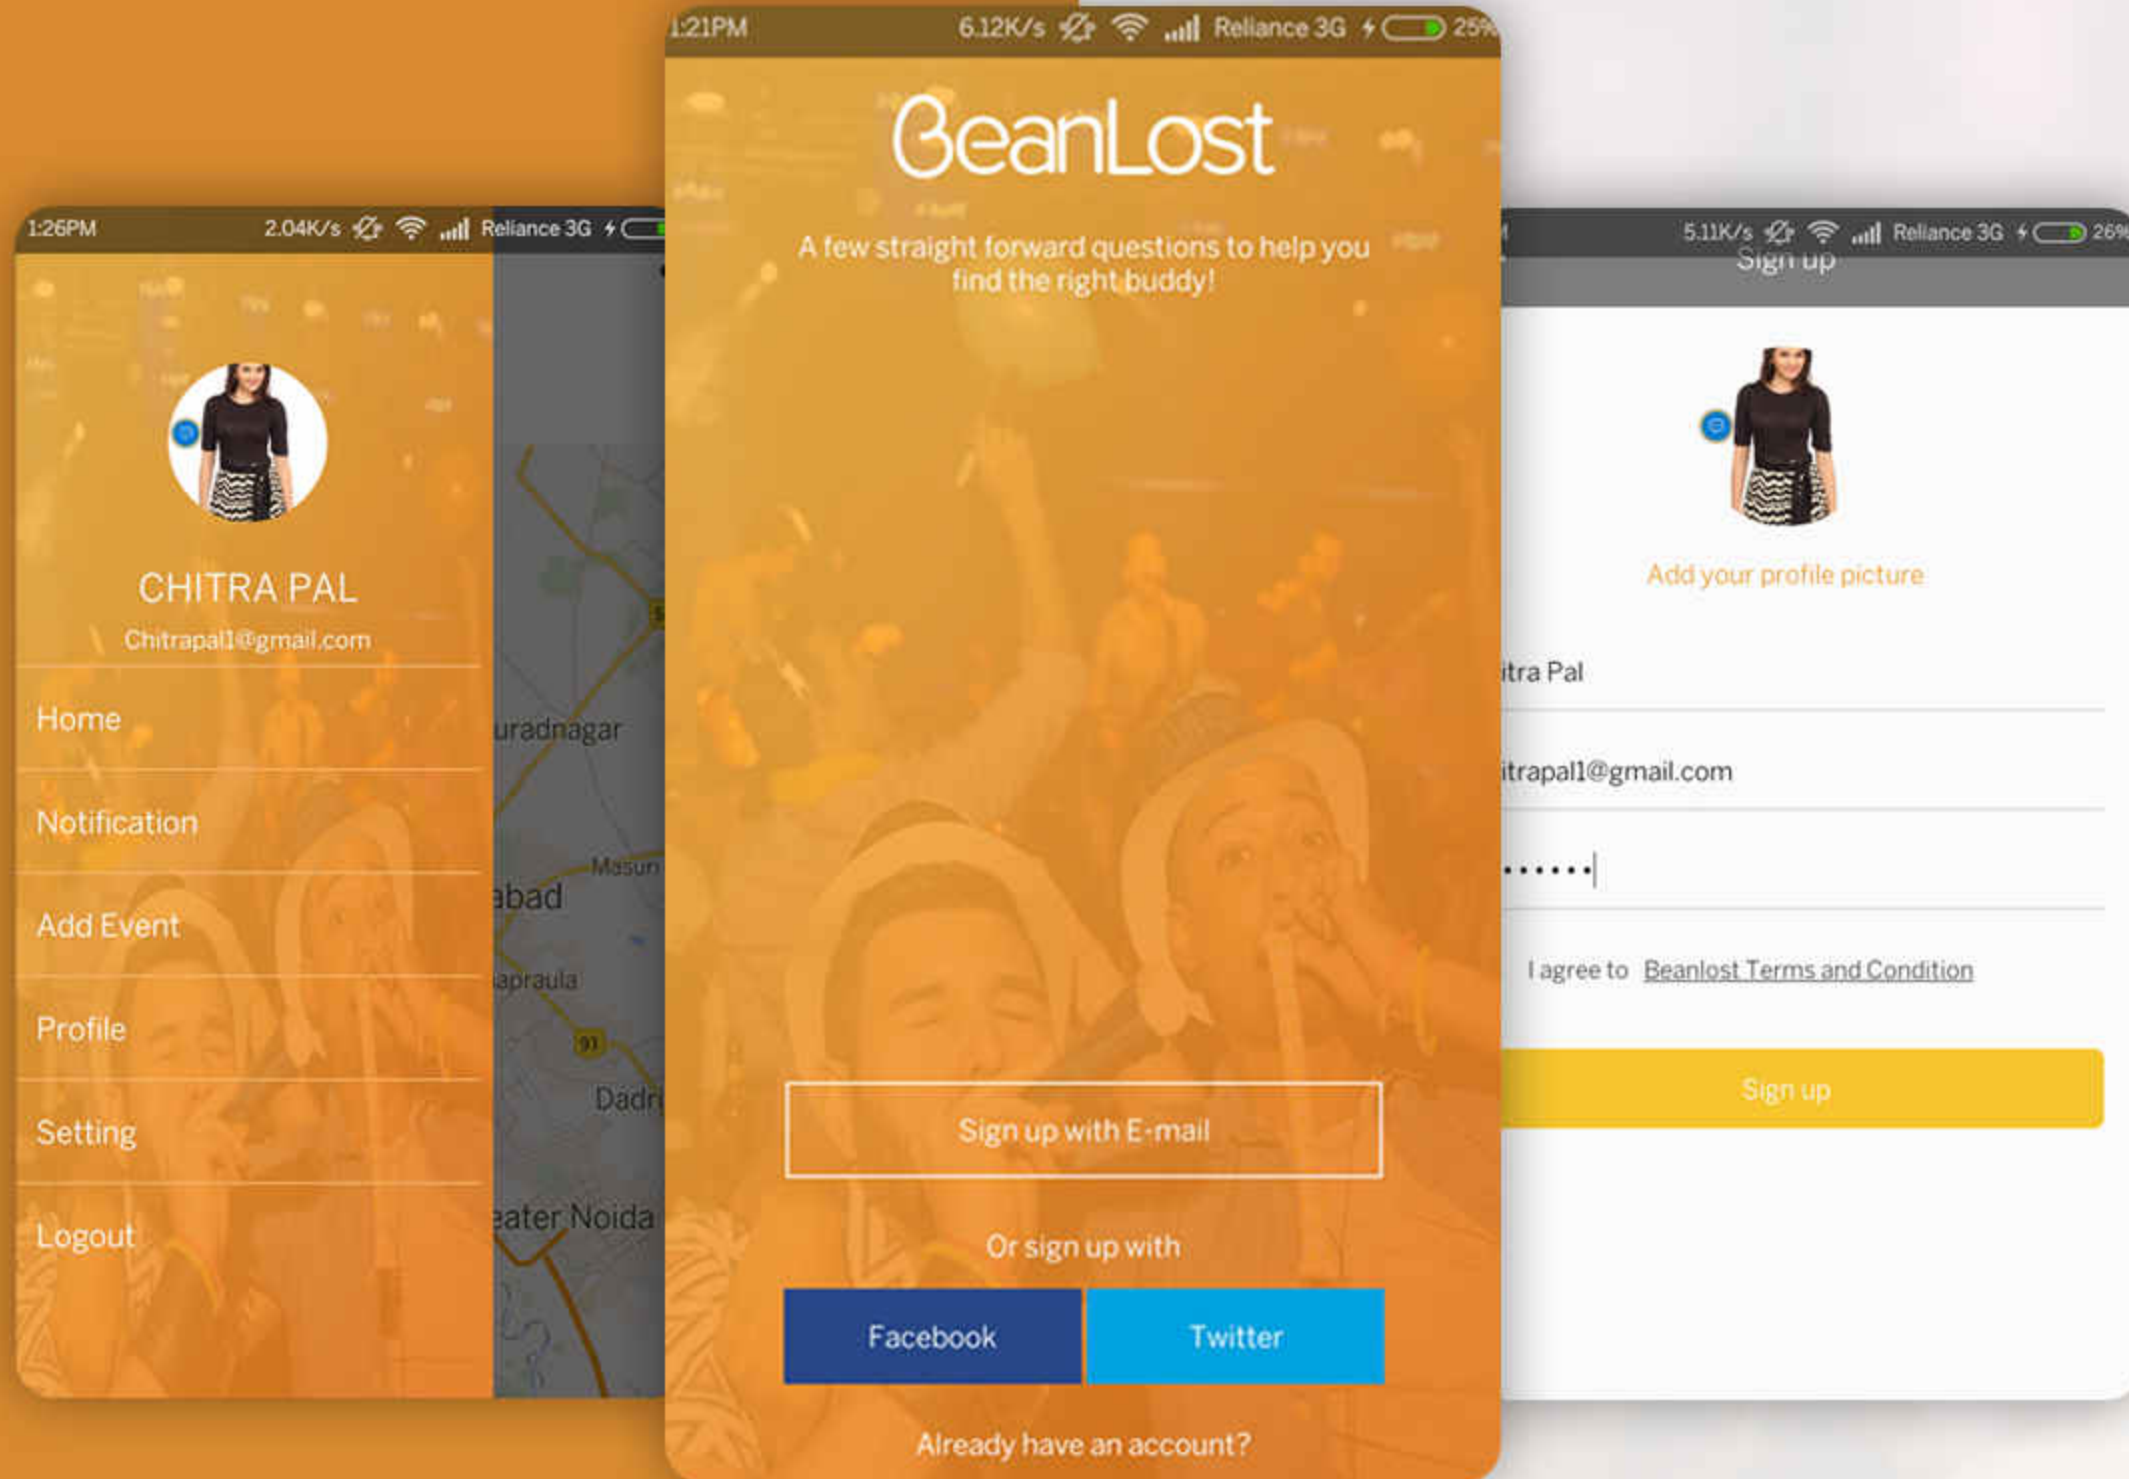 1:26PM 2.04K/s Reliance 3G
CHITRA PAL
Chitrapal1@gmail.com
Home
Notification
Add Event
Profile
Setting
Logout
uradnagar
Masuri
abad
apraula
91
Dadri
eater Noida
1:21PM 6.12K/s Reliance 3G 25%
BeanLost
A few straight forward questions to help you
find the right buddy!
Sign up with E-mail
Or sign up with
Facebook
Twitter
Already have an account?
5.11K/s Reliance 3G 26%
Sign up
Add your profile picture
itra Pal
itrapal1@gmail.com
••••••
I agree to Beanlost Terms and Condition
Sign up